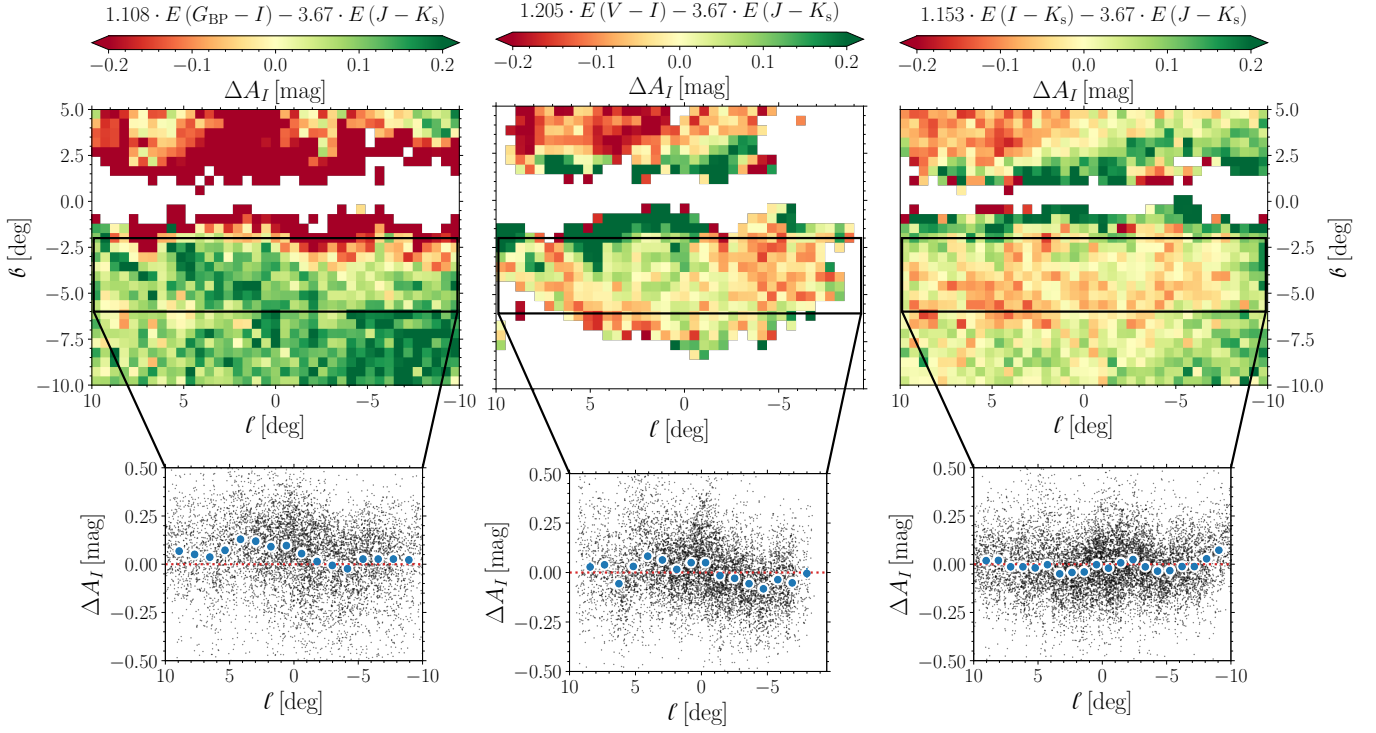 1.108 · E (G_BP − I) − 3.67 · E (J − K_s)
−0.2 −0.1 0.0 0.1 0.2
ΔA_I [mag]
1.205 · E (V − I) − 3.67 · E (J − K_s)
−0.2 −0.1 0.0 0.1 0.2
ΔA_I [mag]
1.153 · E (I − K_s) − 3.67 · E (J − K_s)
−0.2 −0.1 0.0 0.1 0.2
ΔA_I [mag]
5.0
2.5
0.0
−2.5
−5.0
−7.5
−10.0
b [deg]
10 5 0 −5 −10
ℓ [deg]
10 5 0 −5
ℓ [deg]
5.0
2.5
0.0
−2.5
−5.0
−7.5
−10.0
b [deg]
10 5 0 −5 −10
ℓ [deg]
0.50
0.25
0.00
−0.25
−0.50
ΔA_I [mag]
10 5 0 −5 −10
ℓ [deg]
0.50
0.25
0.00
−0.25
−0.50
ΔA_I [mag]
10 5 0 −5
ℓ [deg]
0.50
0.25
0.00
−0.25
−0.50
ΔA_I [mag]
10 5 0 −5 −10
ℓ [deg]